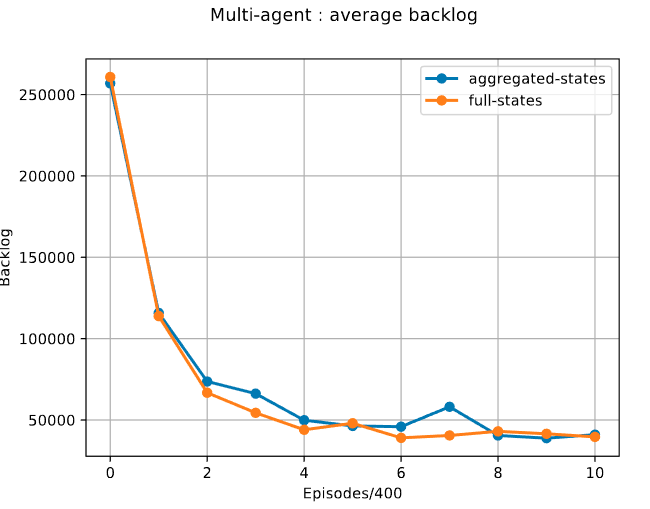 Multi-agent : average backlog
aggregated-states
full-states
250000
200000
150000
100000
50000
Backlog
0 2 4 6 8 10
Episodes/400